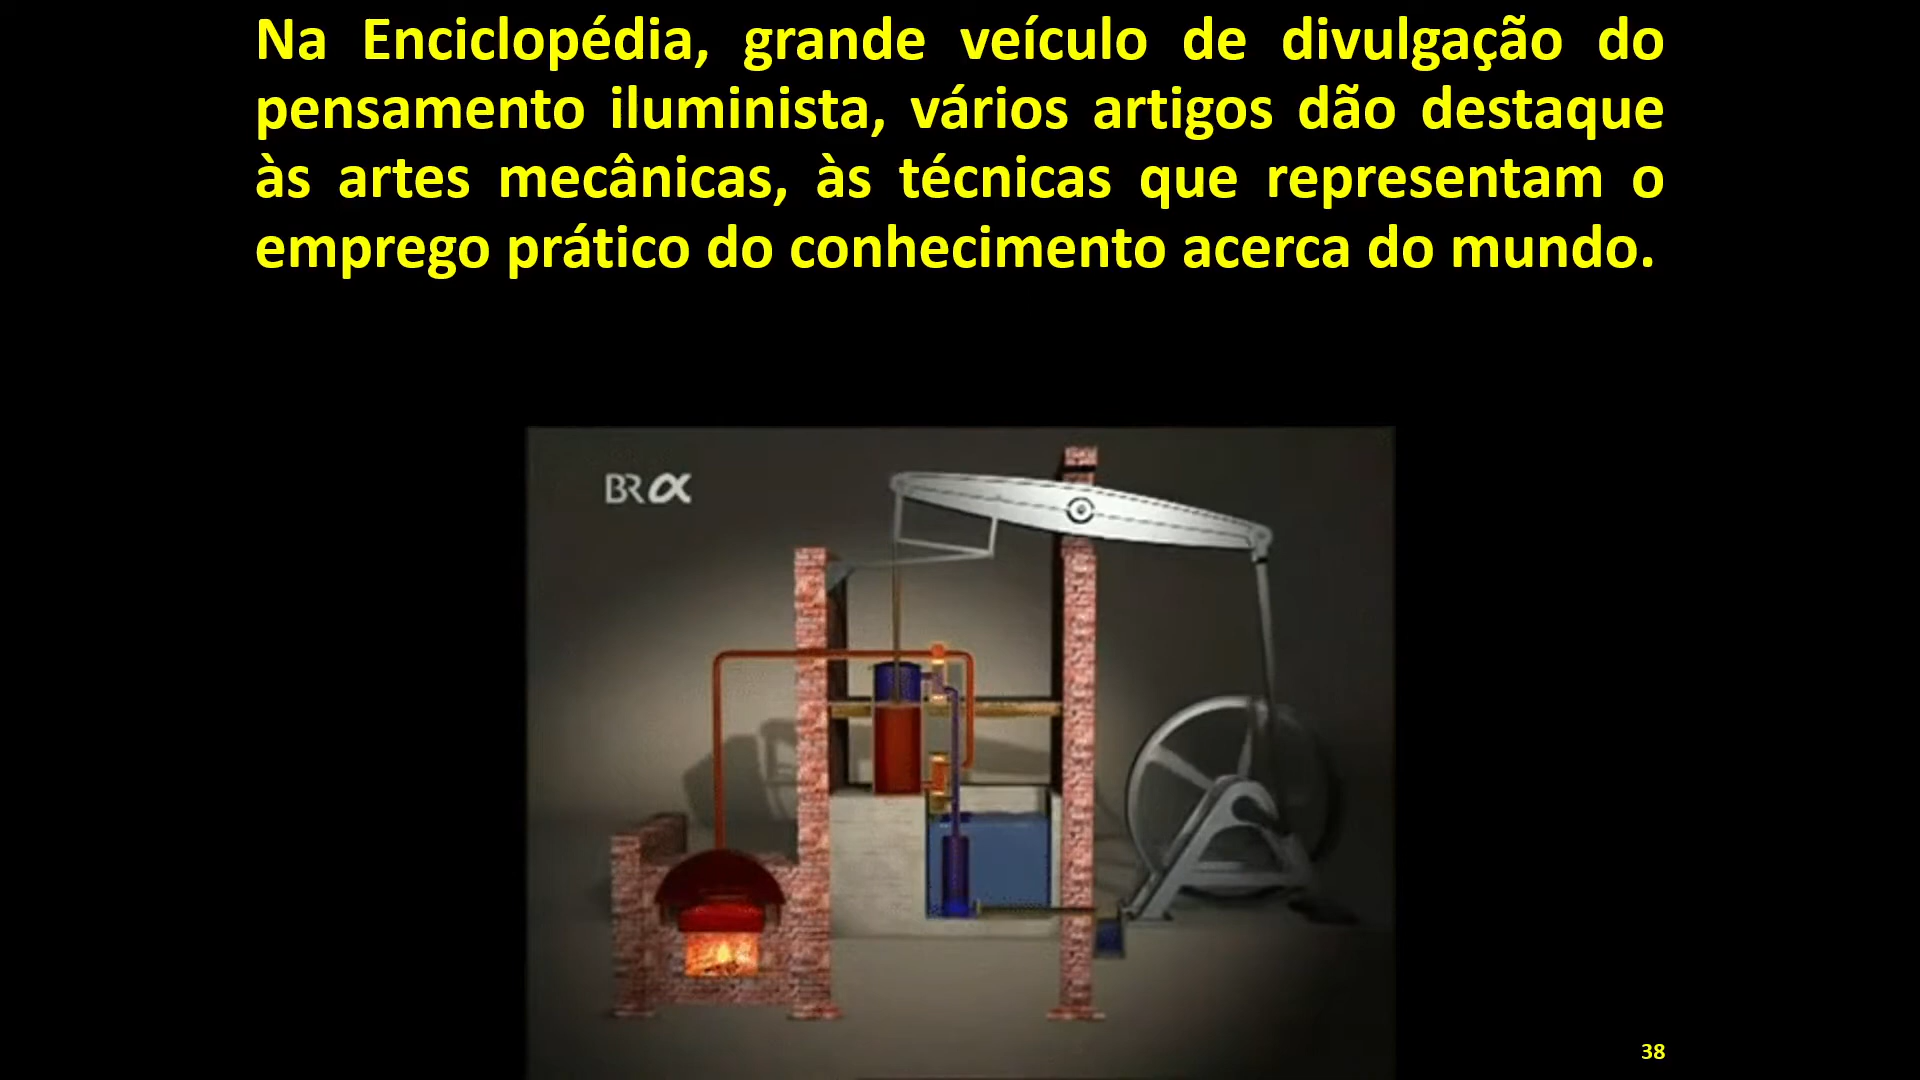 Na Enciclopédia, grande veículo de divulgação do
pensamento iluminista, vários artigos dão destaque
às artes mecânicas, às técnicas que representam o
emprego prático do conhecimento acerca do mundo.
BRα
38